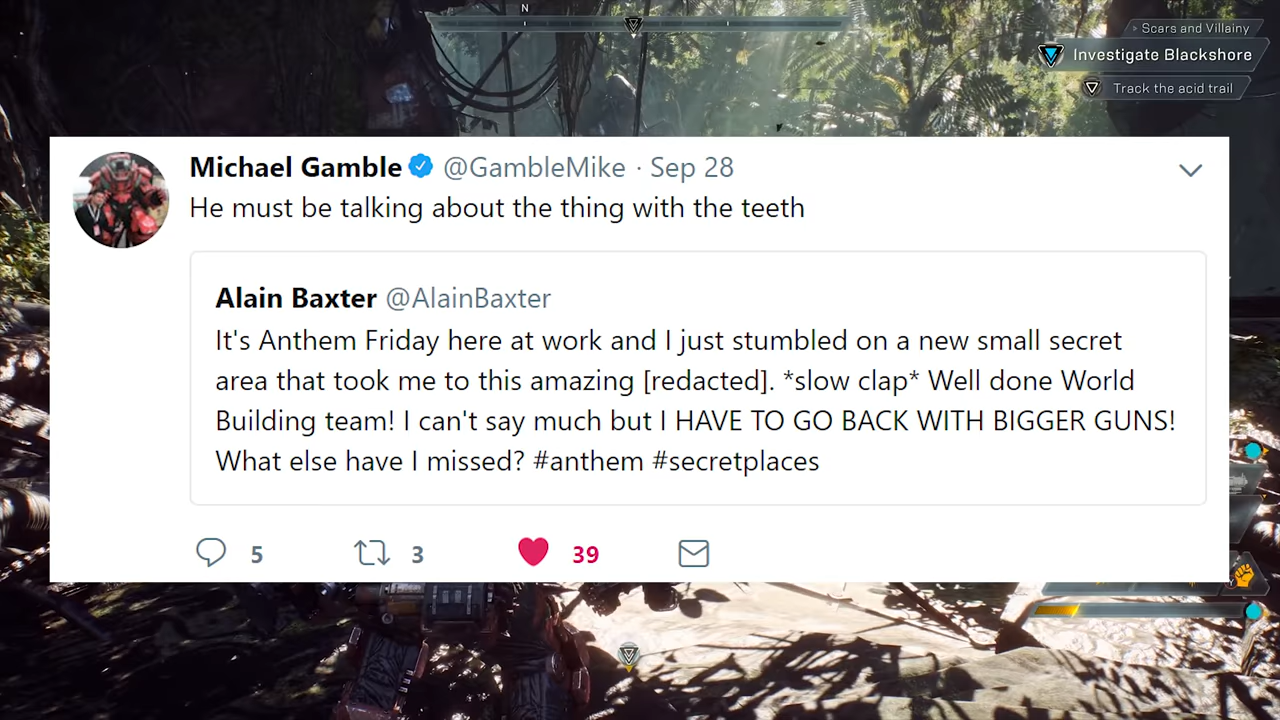 N
Scars and Villainy
Investigate Blackshore
Track the acid trail
Michael Gamble @GambleMike · Sep 28
He must be talking about the thing with the teeth
Alain Baxter @AlainBaxter
It's Anthem Friday here at work and I just stumbled on a new small secret
area that took me to this amazing [redacted]. *slow clap* Well done World
Building team! I can't say much but I HAVE TO GO BACK WITH BIGGER GUNS!
What else have I missed? #anthem #secretplaces
5 3 39